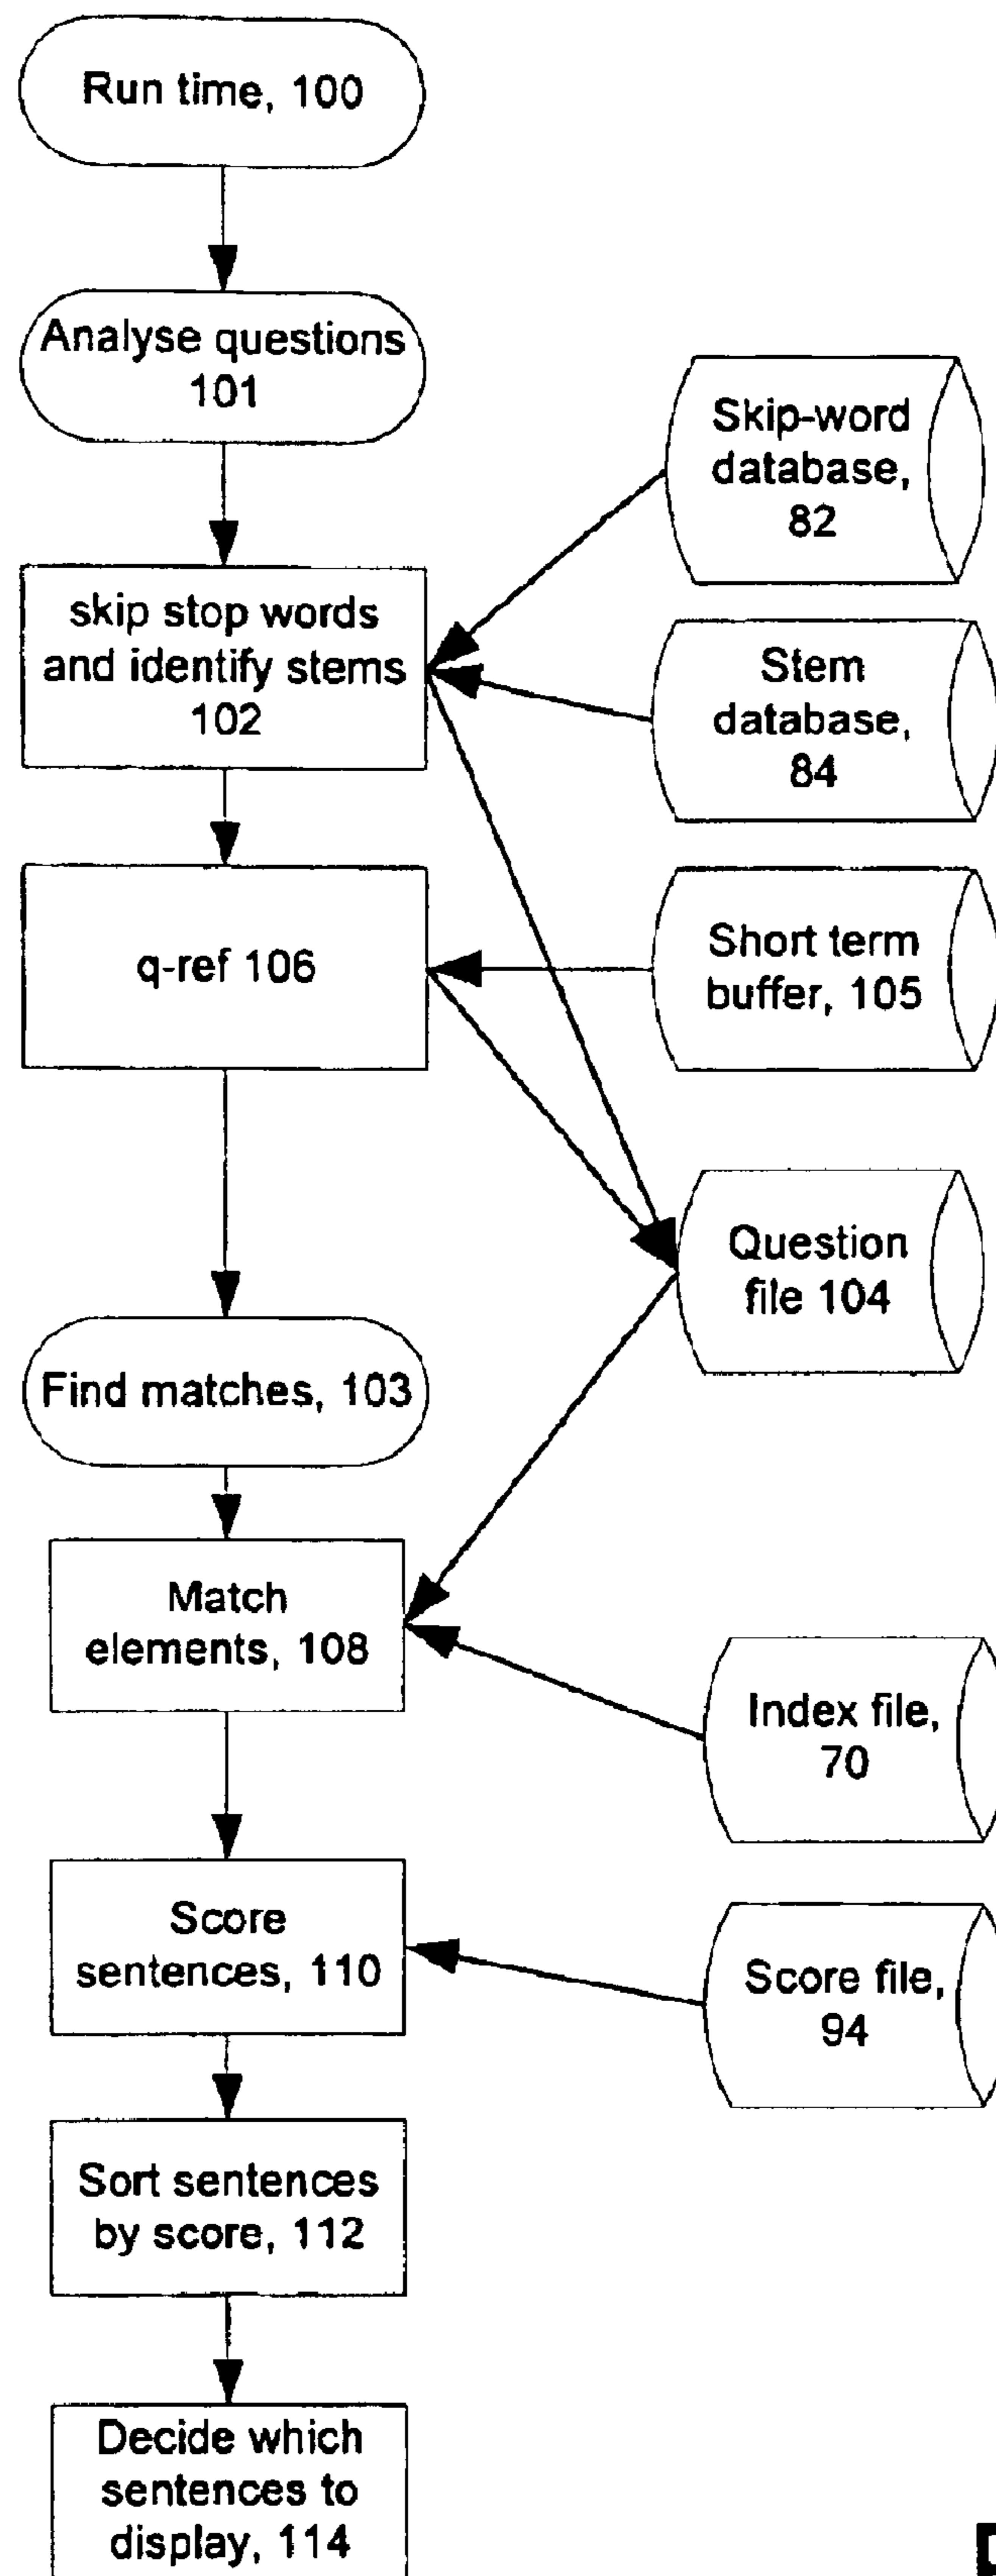 Run time, 100
Analyse questions
101
Skip-word
database,
82
skip stop words
and identify stems
102
Stem
database,
84
q-ref 106
Short term
buffer, 105
Question
file 104
Find matches, 103
Match
elements, 108
Index file,
70
Score
sentences, 110
Score file,
94
Sort sentences
by score, 112
Decide which
sentences to
display, 114